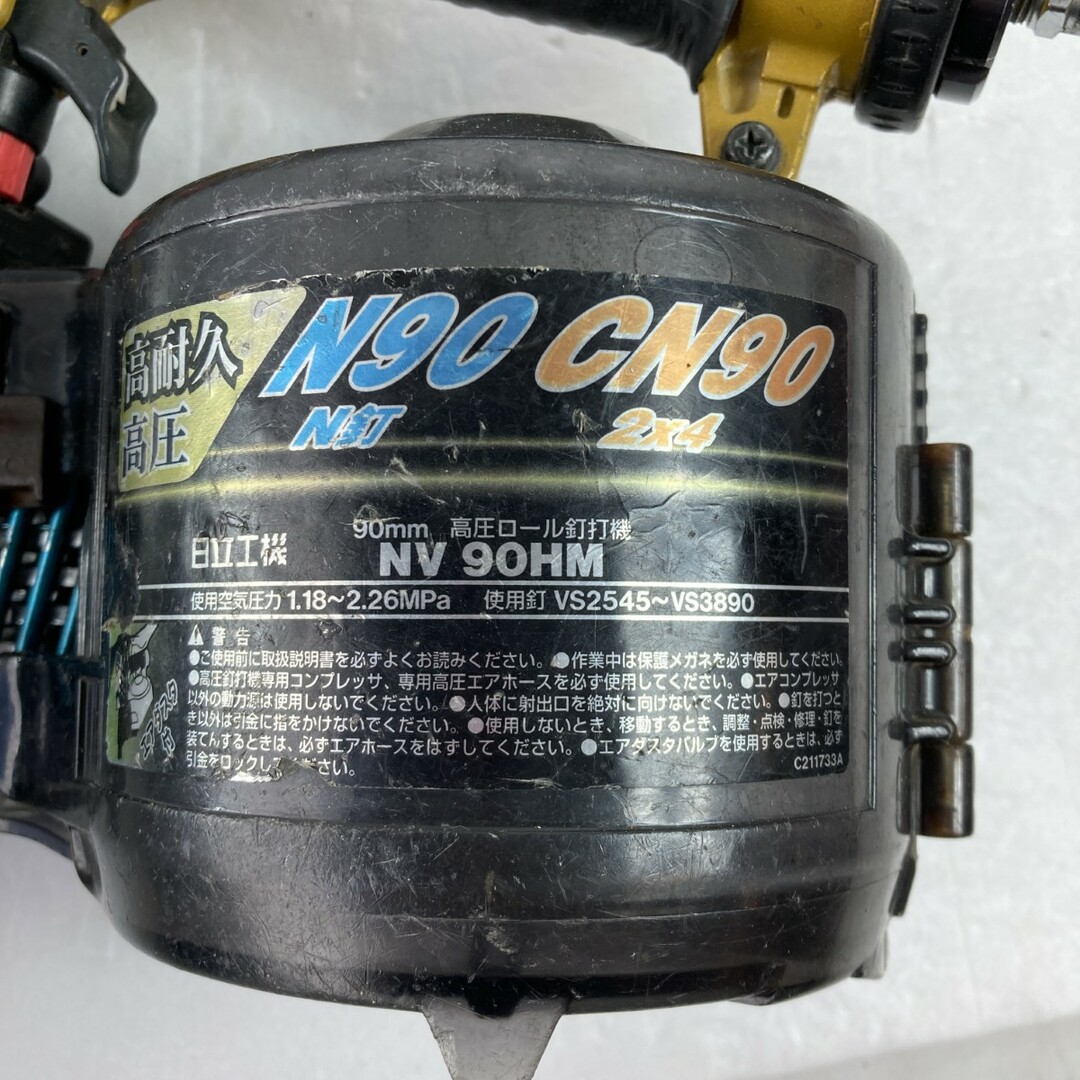 高耐久
高圧
N90 CN90
N釘 2x4
90mm 高圧ロール釘打機
日立工機 NV 90HM
使用空気圧力 1.18~2.26MPa 使用釘 VS2545~VS3890
⚠ 警告
●ご使用前に取扱説明書を必ずよくお読みください。●作業中は保護メガネを必ず使用してください。
●高圧釘打機専用コンプレッサ、専用高圧エアホースを必ず使用してください。●エアコンプレッサ
以外の動力源は使用しないでください。●人体に射出口を絶対に向けないでください。●釘を打つと
き以外は引金に指をかけないでください。●使用しないとき、移動するとき、調整・点検・修理・釘を
装てんするときは、必ずエアホースをはずしてください。●エアダスタバルブを使用するときは、必ず
引金をロックしてください。
C211733A
エアダスタ